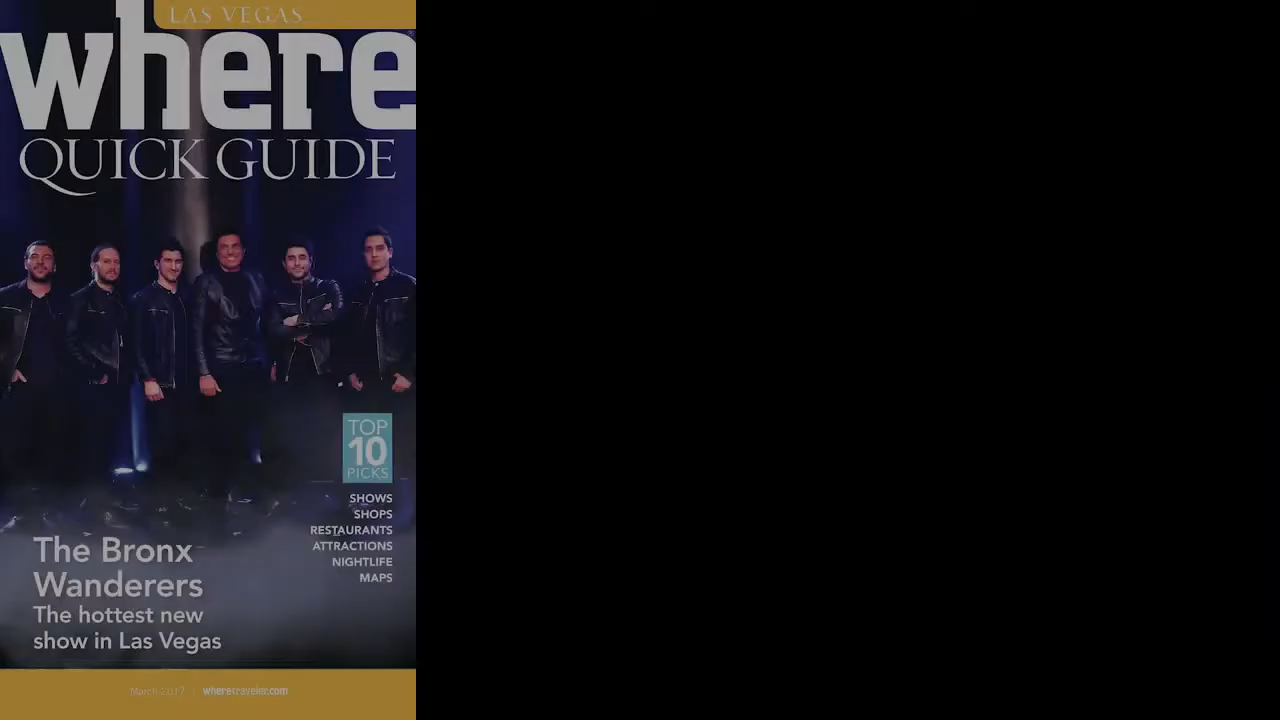 LAS VEGAS
where
QUICK GUIDE
TOP
10
PICKS
SHOWS
SHOPS
RESTAURANTS
ATTRACTIONS
NIGHTLIFE
MAPS
The Bronx
Wanderers
The hottest new
show in Las Vegas
March 2017 | wheretraveler.com